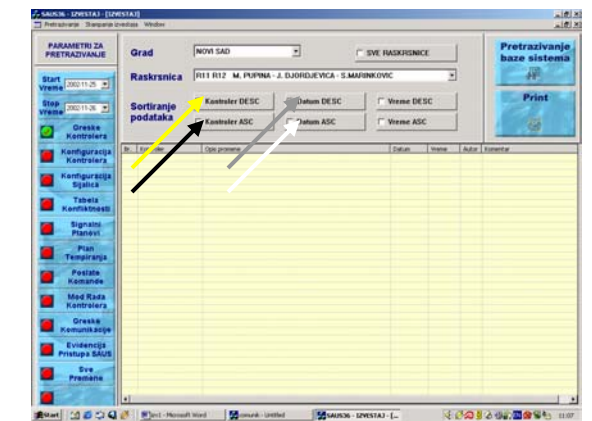 SAUS36 - IZVESTAJ - [IZVESTAJ]
Pretrazivanje Stampanje izvestaja Window
PARAMETRI ZA
PRETRAZIVANJE
Grad
NOVI SAD
SVE RASKRSNICE
Pretrazivanje
baze sistema
Raskrsnica
R11 R12 M. PUPINA - J. DJORDJEVICA - S.MARINKOVIC
Start
Vreme
2002-11-25
Stop
Vreme
2002-11-26
Sortiranje
podataka
Kontroler DESC
Datum DESC
Vreme DESC
Kontroler ASC
Datum ASC
Vreme ASC
Print
Greske
Kontrolera
Konfiguracija
Kontrolera
Konfiguracija
Sijalica
Tabela
Konfliktnosti
Signalni
Planovi
Plan
Tempiranja
Poslate
Komande
Mod Rada
Kontrolera
Greske
Komunikacije
Evidencija
Pristupa SAUS
Sve
Promene
Br. Kontroler Opis promene Datum Vreme Autor Komentar
Start
- Microsoft Word
- Untitled
SAUS36 - IZVESTAJ - [...
11:07